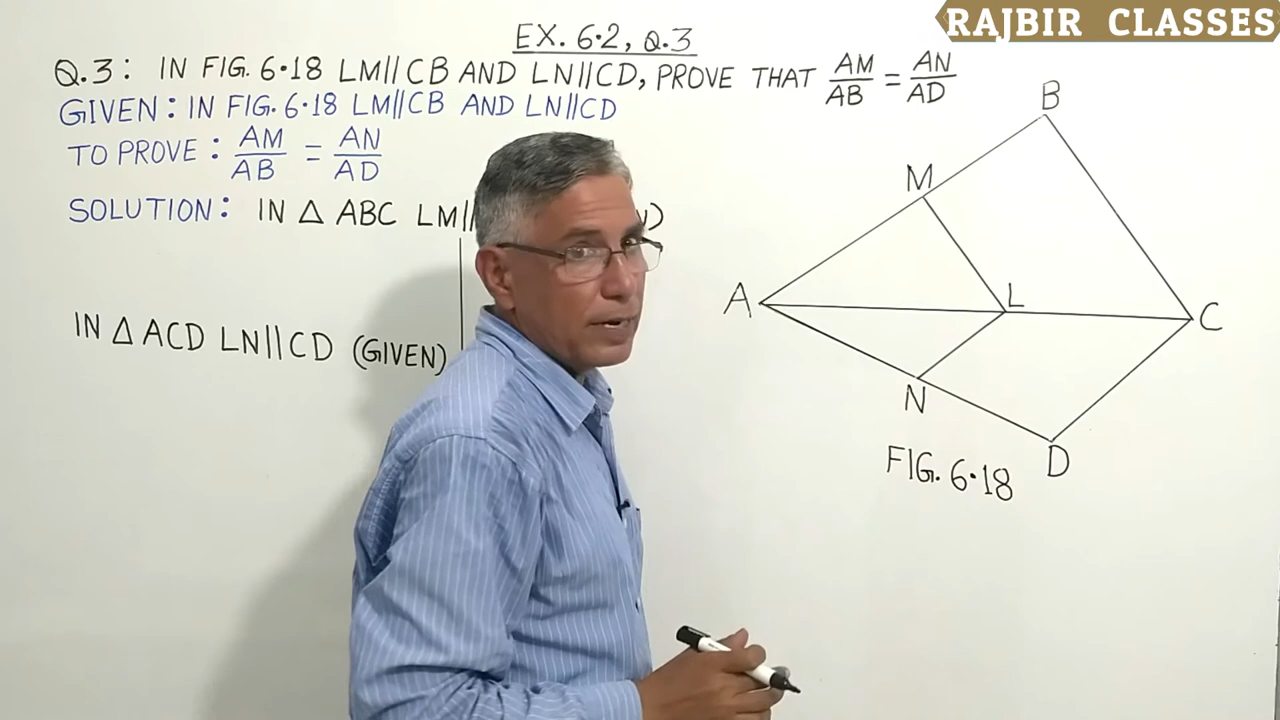 RAJBIR CLASSES
EX. 6.2, Q.3
Q.3: IN FIG. 6.18 LM||CB AND LN||CD, PROVE THAT AM/AB = AN/AD
GIVEN: IN FIG. 6.18 LM||CB AND LN||CD
TO PROVE: AM/AB = AN/AD
SOLUTION: IN △ ABC LM||
IN △ ACD LN||CD (GIVEN)
B
M
A
L
C
N
D
FIG. 6.18